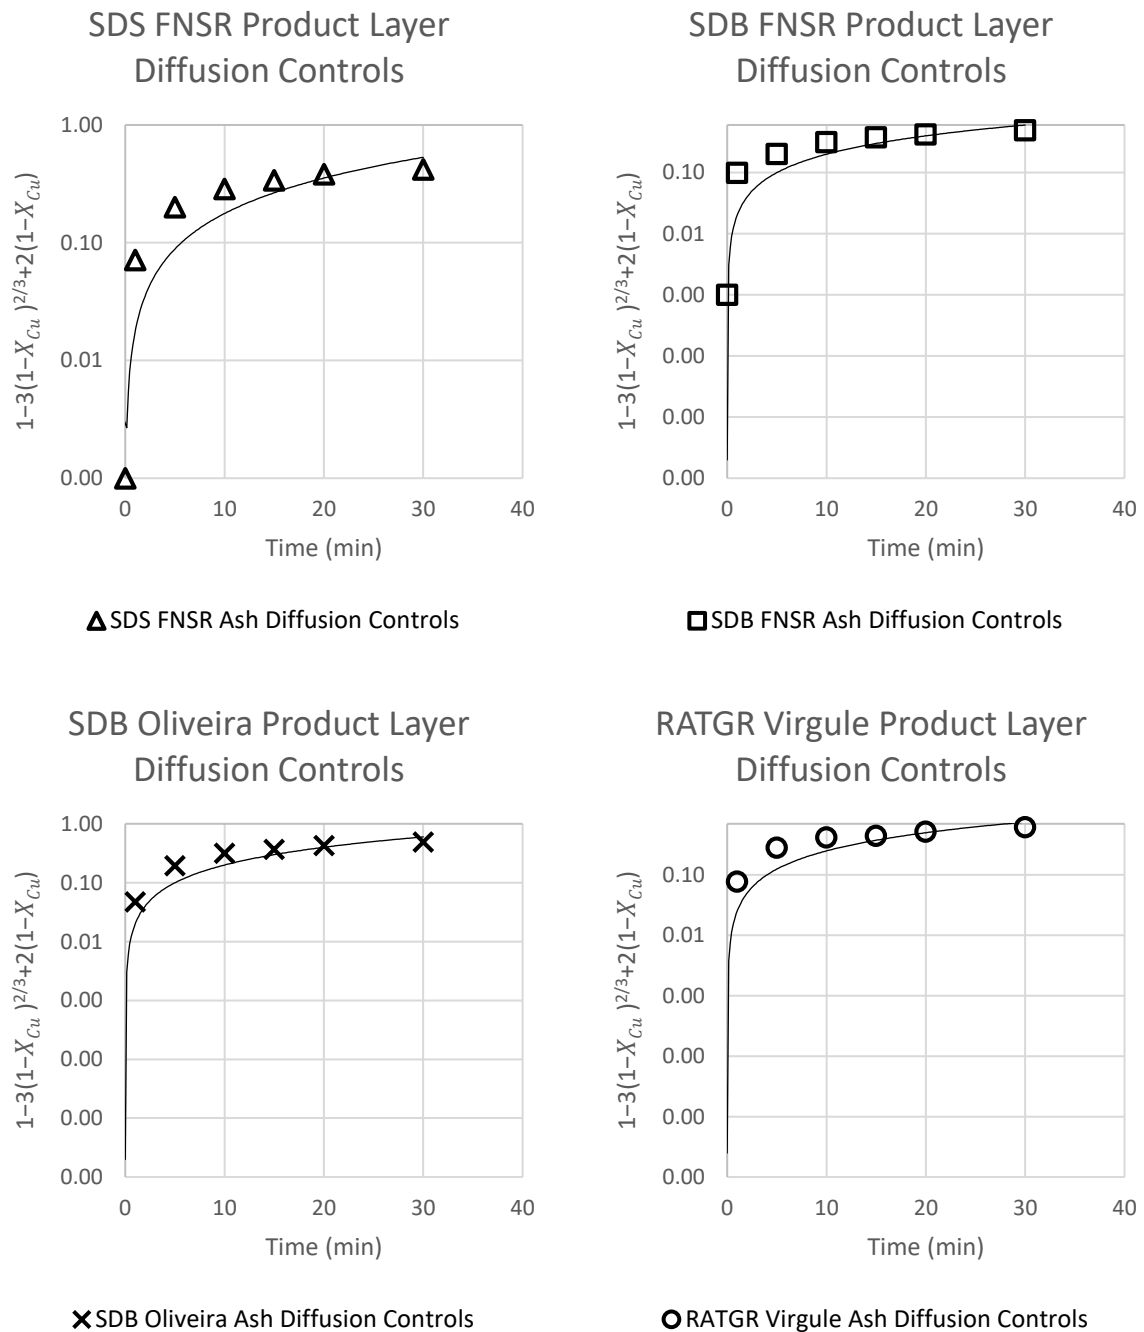 SDS FNSR Product Layer
Diffusion Controls
1−3(1−X_Cu )^2/3+2(1−X_Cu)
1.00
0.10
0.01
0.00
0 10 20 30 40
Time (min)
SDS FNSR Ash Diffusion Controls
SDB FNSR Product Layer
Diffusion Controls
1−3(1−X_Cu )^2/3+2(1−X_Cu)
0.10
0.01
0.00
0.00
0.00
0.00
0 10 20 30 40
Time (min)
SDB FNSR Ash Diffusion Controls
SDB Oliveira Product Layer
Diffusion Controls
1−3(1−X_Cu )^2/3+2(1−X_Cu)
1.00
0.10
0.01
0.00
0.00
0.00
0.00
0 10 20 30 40
Time (min)
SDB Oliveira Ash Diffusion Controls
RATGR Virgule Product Layer
Diffusion Controls
1−3(1−X_Cu )^2/3+2(1−X_Cu)
0.10
0.01
0.00
0.00
0.00
0.00
0 10 20 30 40
Time (min)
RATGR Virgule Ash Diffusion Controls